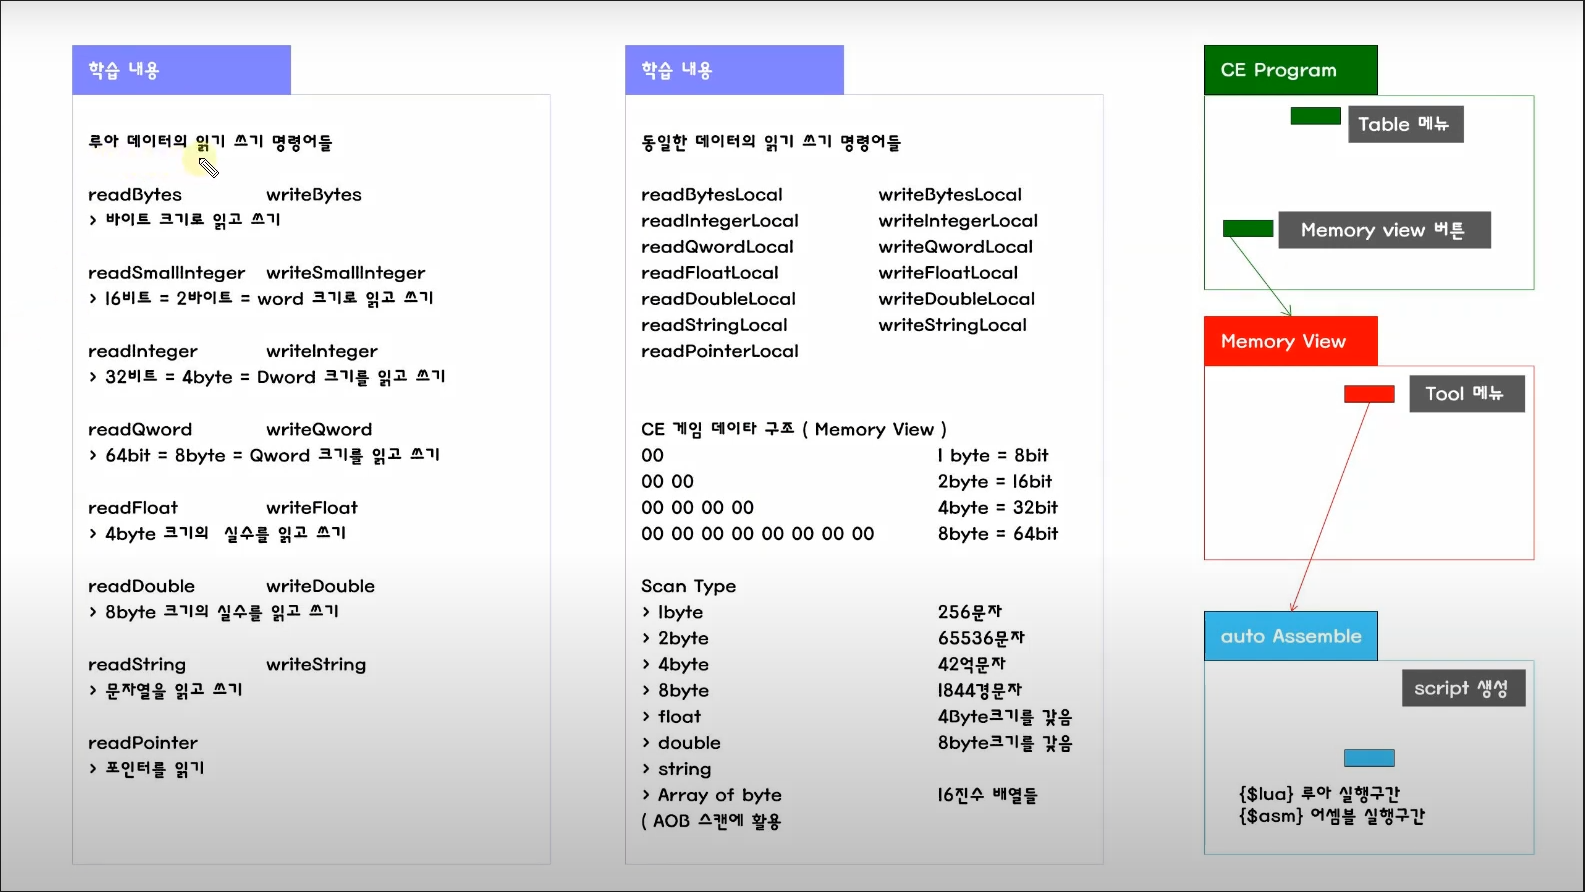 학습 내용
루아 데이터의 읽기 쓰기 명령어들
readBytes writeBytes
> 바이트 크기로 읽고 쓰기
readSmallInteger writeSmallInteger
> 16비트 = 2바이트 = word 크기로 읽고 쓰기
readInteger writeInteger
> 32비트 = 4byte = Dword 크기를 읽고 쓰기
readQword writeQword
> 64bit = 8byte = Qword 크기를 읽고 쓰기
readFloat writeFloat
> 4byte 크기의 실수를 읽고 쓰기
readDouble writeDouble
> 8byte 크기의 실수를 읽고 쓰기
readString writeString
> 문자열을 읽고 쓰기
readPointer
> 포인터를 읽기
학습 내용
동일한 데이터의 읽기 쓰기 명령어들
readBytesLocal writeBytesLocal
readIntegerLocal writeIntegerLocal
readQwordLocal writeQwordLocal
readFloatLocal writeFloatLocal
readDoubleLocal writeDoubleLocal
readStringLocal writeStringLocal
readPointerLocal
CE 게임 데이타 구조 ( Memory View )
00 1 byte = 8bit
00 00 2byte = 16bit
00 00 00 00 4byte = 32bit
00 00 00 00 00 00 00 00 8byte = 64bit
Scan Type
> 1byte 256문자
> 2byte 65536문자
> 4byte 42억문자
> 8byte 1844경문자
> float 4Byte크기를 갖음
> double 8byte크기를 갖음
> string
> Array of byte 16진수 배열들
( AOB 스캔에 활용
CE Program
Table 메뉴
Memory view 버튼
Memory View
Tool 메뉴
auto Assemble
script 생성
{$lua} 루아 실행구간
{$asm} 어셈블 실행구간